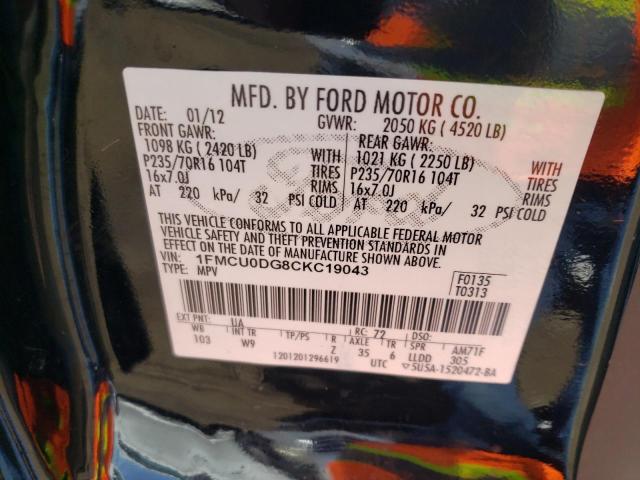 MFD. BY FORD MOTOR CO.
DATE: 01/12 GVWR: 2050 KG ( 4520 LB)
FRONT GAWR: REAR GAWR:
1098 KG ( 2420 LB) WITH 1021 KG ( 2250 LB) WITH
P235/70R16 104T TIRES P235/70R16 104T TIRES
16x7.0J RIMS 16x7.0J RIMS
AT 220 kPa/ 32 PSI COLD AT 220 kPa/ 32 PSI COLD
THIS VEHICLE CONFORMS TO ALL APPLICABLE FEDERAL MOTOR
VEHICLE SAFETY AND THEFT PREVENTION STANDARDS IN
EFFECT ON THE DATE OF MANUFACTURE SHOWN ABOVE.
VIN: 1FMCU0DG8CKC19043
TYPE: MPV
F0135
T0313
EXT PNT: UA RC: 72 DSO:
WB INT TR TP/PS R AXLE TR SPR AM71F
103 W9 Z 35 6 LLDD 305
1201201296619 UTC 5U5A-1520472-BA